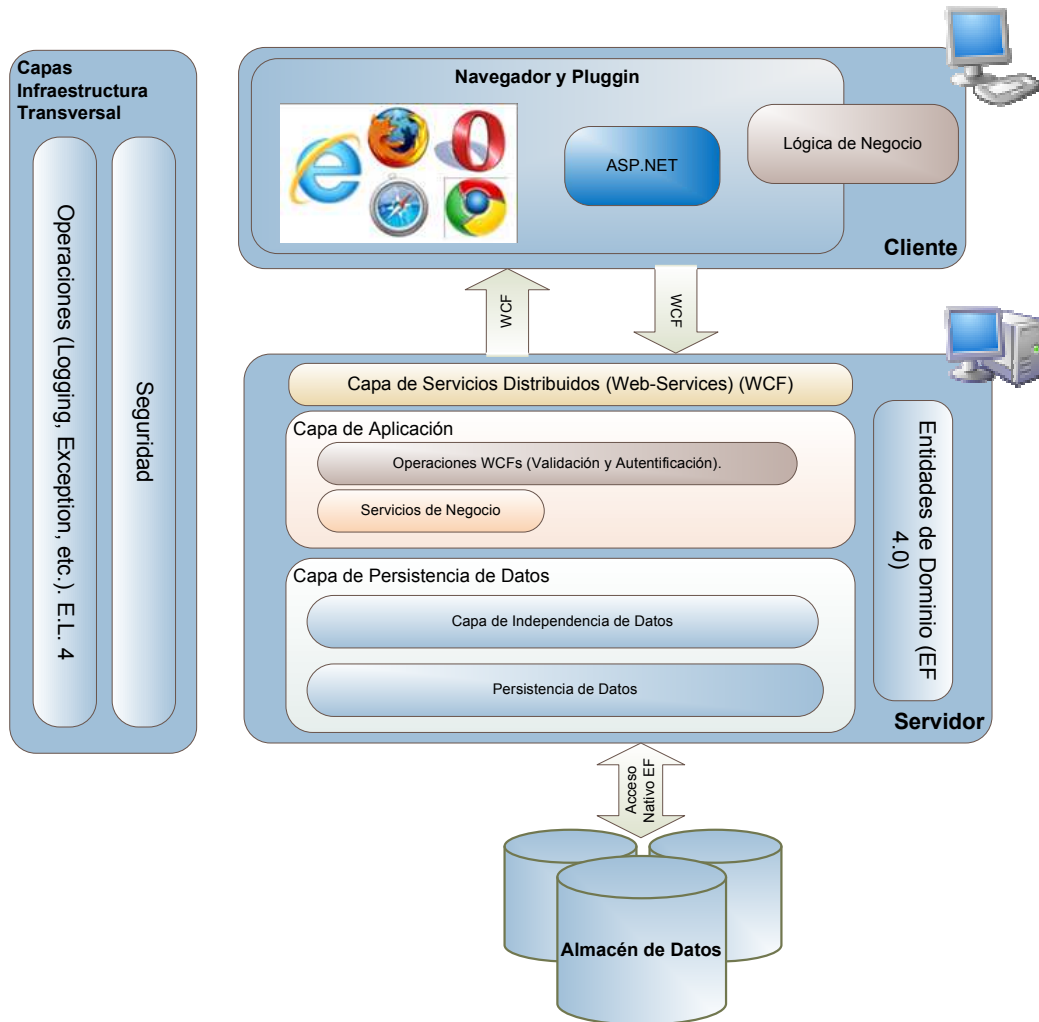 Capas
Infraestructura
Transversal
Operaciones (Logging, Exception, etc.). E.L. 4
Seguridad
Navegador y Pluggin
ASP.NET
Lógica de Negocio
Cliente
WCF
WCF
Capa de Servicios Distribuidos (Web-Services) (WCF)
Capa de Aplicación
Operaciones WCFs (Validación y Autentificación).
Servicios de Negocio
Capa de Persistencia de Datos
Capa de Independencia de Datos
Persistencia de Datos
Entidades de Dominio (EF
4.0)
Servidor
Acceso
Nativo EF
Almacén de Datos